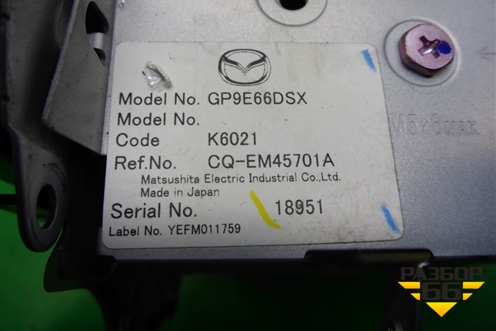 Model No. GP9E66DSX
Model No.
Code K6021
Ref.No. CQ-EM45701A
Matsushita Electric Industrial Co.,Ltd.
Made in Japan
Serial No. 18951
Label No. YEFM011759
M5x8MAX
РАЗБОР
66